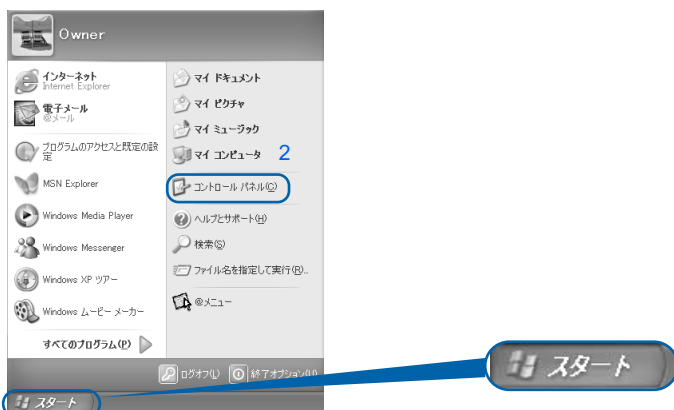 Owner
インターネット
Internet Explorer
電子メール
@メール
プログラムのアクセスと既定の設
定
MSN Explorer
Windows Media Player
Windows Messenger
Windows XP ツアー
Windows ムービー メーカー
すべてのプログラム(P)
マイ ドキュメント
マイ ピクチャ
マイ ミュージック
マイ コンピュータ
2
コントロール パネル(C)
ヘルプとサポート(H)
検索(S)
ファイル名を指定して実行(R)...
@メニュー
ログオフ(L)
終了オプション(U)
スタート
スタート